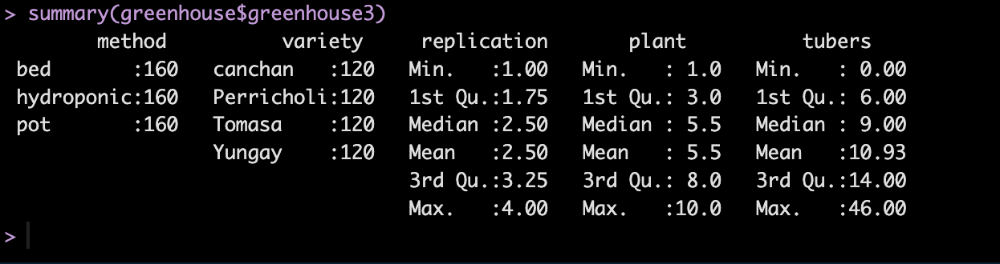 > summary(greenhouse$greenhouse3)
        method          variety     replication       plant          tubers
 bed       :160   canchan   :120   Min.   :1.00   Min.   : 1.0   Min.   : 0.00
 hydroponic:160   Perricholi:120   1st Qu.:1.75   1st Qu.: 3.0   1st Qu.: 6.00
 pot       :160   Tomasa    :120   Median :2.50   Median : 5.5   Median : 9.00
                  Yungay    :120   Mean   :2.50   Mean   : 5.5   Mean   :10.93
                                   3rd Qu.:3.25   3rd Qu.: 8.0   3rd Qu.:14.00
                                   Max.   :4.00   Max.   :10.0   Max.   :46.00
>